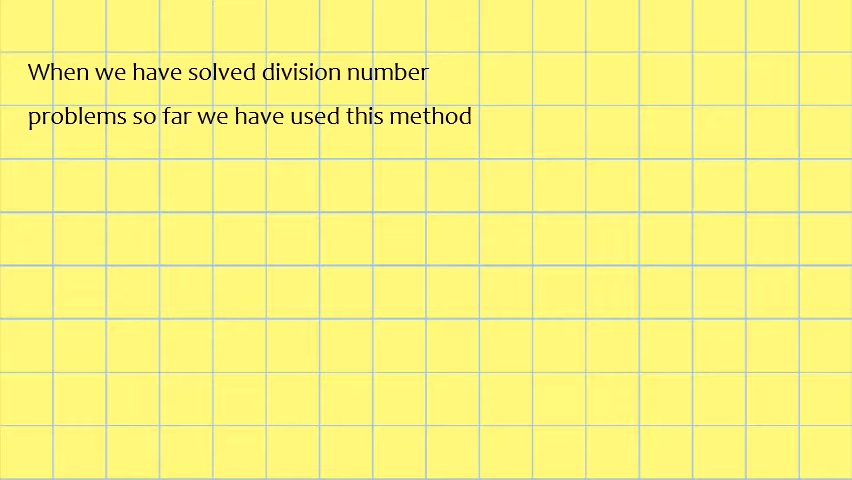 When we have solved division number
problems so far we have used this method